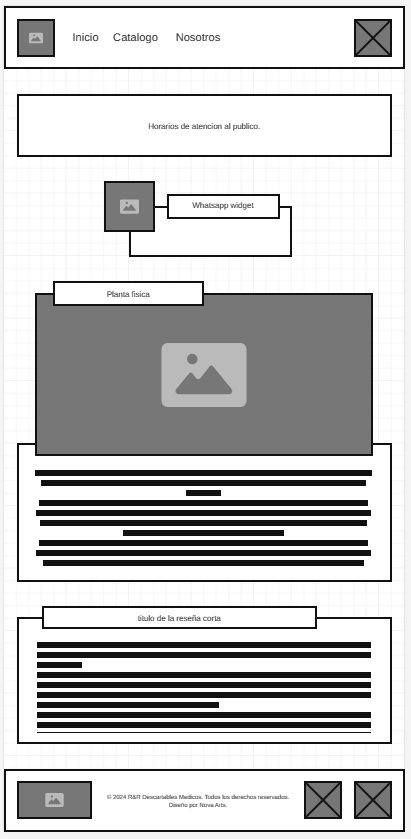 Inicio Catalogo Nosotros
Horarios de atencion al publico.
Whatsapp widget
Planta fisica
titulo de la reseña corta
© 2024 R&R Descartables Medicos. Todos los derechos reservados.
Diseño por Nova Arts.